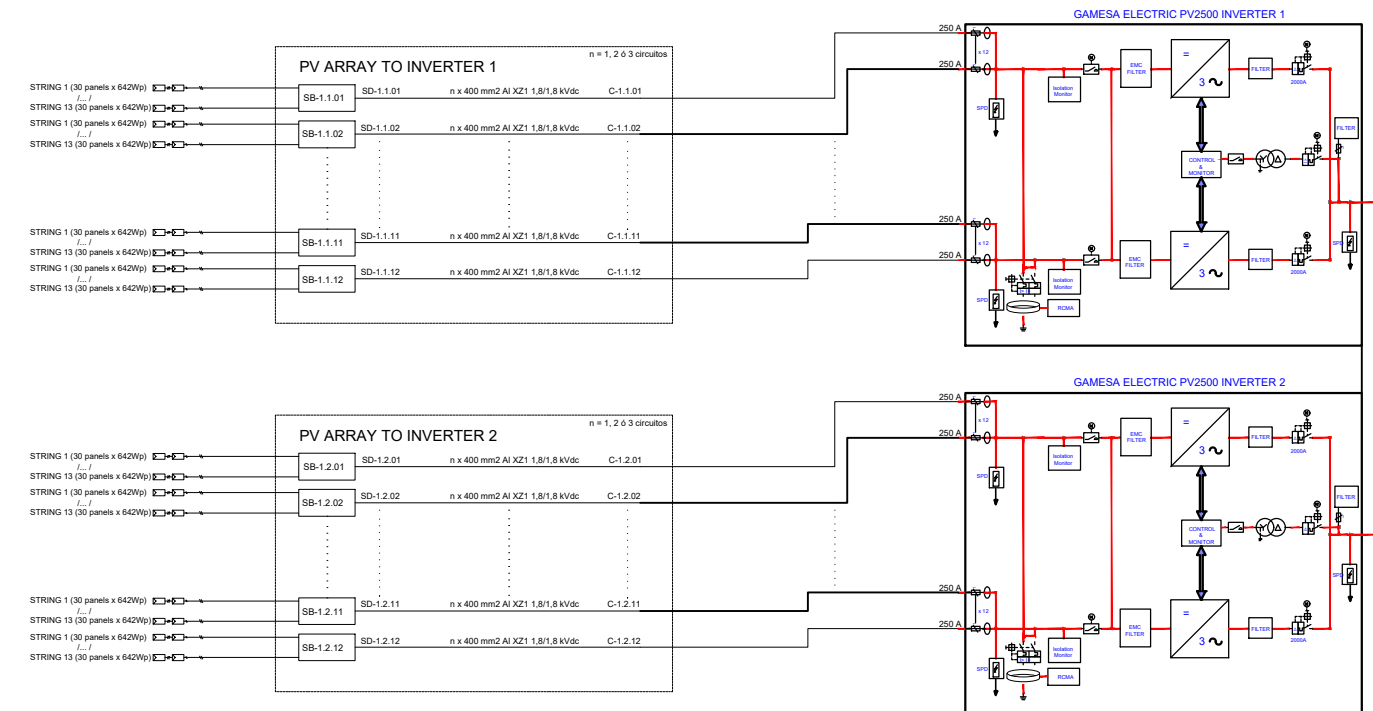 GAMESA ELECTRIC PV2500 INVERTER 1
n = 1, 2 ó 3 circuitos
PV ARRAY TO INVERTER 1
STRING 1 (30 panels x 642Wp)
/... /
STRING 13 (30 panels x 642Wp)
SB-1.1.01
SD-1.1.01
n x 400 mm2 Al XZ1 1,8/1,8 kVdc
C-1.1.01
250 A
STRING 1 (30 panels x 642Wp)
/... /
STRING 13 (30 panels x 642Wp)
SB-1.1.02
SD-1.1.02
n x 400 mm2 Al XZ1 1,8/1,8 kVdc
C-1.1.02
250 A
STRING 1 (30 panels x 642Wp)
/... /
STRING 13 (30 panels x 642Wp)
SB-1.1.11
SD-1.1.11
n x 400 mm2 Al XZ1 1,8/1,8 kVdc
C-1.1.11
250 A
STRING 1 (30 panels x 642Wp)
/... /
STRING 13 (30 panels x 642Wp)
SB-1.1.12
SD-1.1.12
n x 400 mm2 Al XZ1 1,8/1,8 kVdc
C-1.1.12
250 A
x 12
SPD
Isolation
Monitor
EMC
FILTER
=
3
FILTER
2000A
CONTROL
&
MONITOR
FILTER
SPD
x 12
SPD
Isolation
Monitor
RCMA
EMC
FILTER
=
3
FILTER
2000A
GAMESA ELECTRIC PV2500 INVERTER 2
n = 1, 2 ó 3 circuitos
PV ARRAY TO INVERTER 2
STRING 1 (30 panels x 642Wp)
/... /
STRING 13 (30 panels x 642Wp)
SB-1.2.01
SD-1.2.01
n x 400 mm2 Al XZ1 1,8/1,8 kVdc
C-1.2.01
250 A
STRING 1 (30 panels x 642Wp)
/... /
STRING 13 (30 panels x 642Wp)
SB-1.2.02
SD-1.2.02
n x 400 mm2 Al XZ1 1,8/1,8 kVdc
C-1.2.02
250 A
STRING 1 (30 panels x 642Wp)
/... /
STRING 13 (30 panels x 642Wp)
SB-1.2.11
SD-1.2.11
n x 400 mm2 Al XZ1 1,8/1,8 kVdc
C-1.2.11
250 A
STRING 1 (30 panels x 642Wp)
/... /
STRING 13 (30 panels x 642Wp)
SB-1.2.12
SD-1.2.12
n x 400 mm2 Al XZ1 1,8/1,8 kVdc
C-1.2.12
250 A
x 12
SPD
Isolation
Monitor
EMC
FILTER
=
3
FILTER
2000A
CONTROL
&
MONITOR
FILTER
SPD
x 12
SPD
Isolation
Monitor
RCMA
EMC
FILTER
=
3
FILTER
2000A